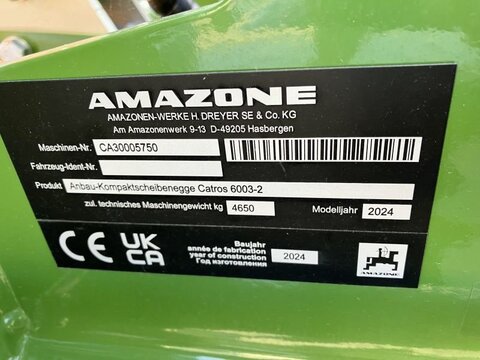 AMAZONE
AMAZONEN-WERKE H. DREYER SE & Co. KG
Am Amazonenwerk 9-13 D-49205 Hasbergen
Maschinen-Nr. CA30005750
Fahrzeug-Ident-Nr.
Produkt Anbau-Kompaktscheibenegge Catros 6003-2
zul. technisches Maschinengewicht kg 4650 Modelljahr 2024
CE UK CA
Baujahr
année de fabrication
year of construction 2024
Год изготовления
AMAZONE